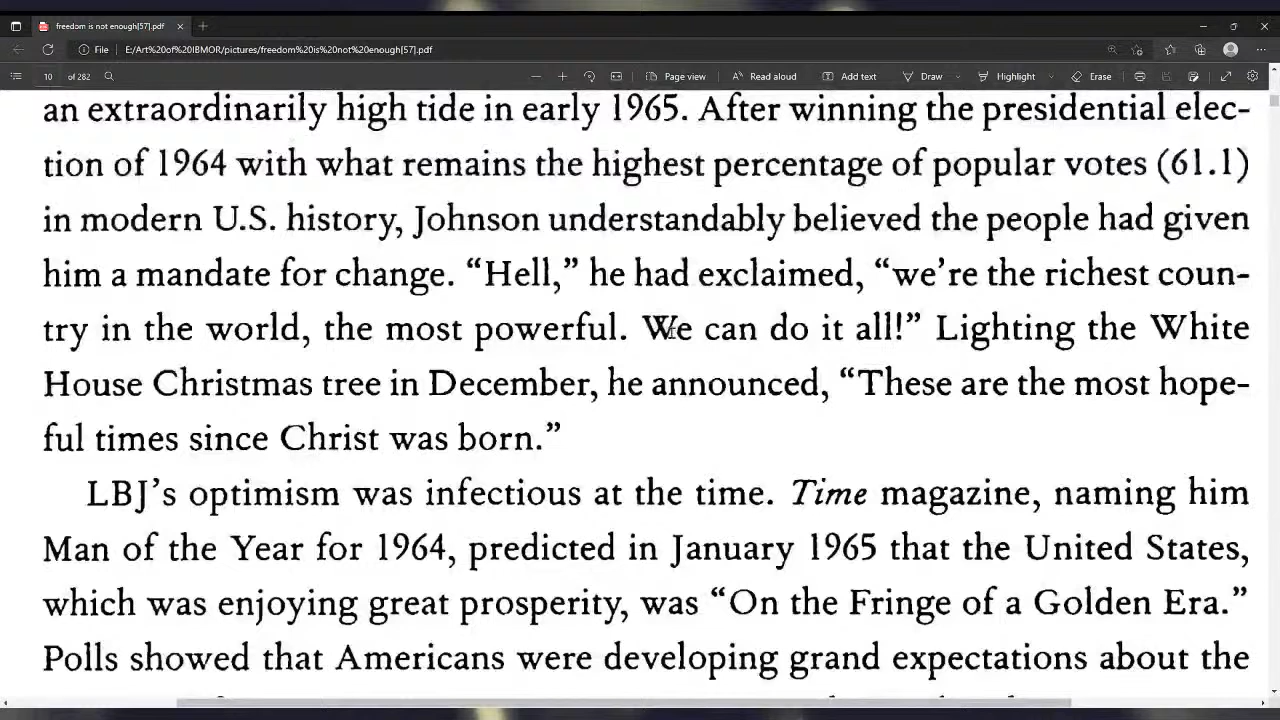 freedom is not enough[57].pdf
File E:/Art%20of%20IBMOR/pictures/freedom%20is%20not%20enough[57].pdf
10 of 282 Page view Read aloud Add text Draw Highlight Erase
an extraordinarily high tide in early 1965. After winning the presidential elec-
tion of 1964 with what remains the highest percentage of popular votes (61.1)
in modern U.S. history, Johnson understandably believed the people had given
him a mandate for change. “Hell,” he had exclaimed, “we’re the richest coun-
try in the world, the most powerful. We can do it all!” Lighting the White
House Christmas tree in December, he announced, “These are the most hope-
ful times since Christ was born.”
LBJ’s optimism was infectious at the time. Time magazine, naming him
Man of the Year for 1964, predicted in January 1965 that the United States,
which was enjoying great prosperity, was “On the Fringe of a Golden Era.”
Polls showed that Americans were developing grand expectations about the